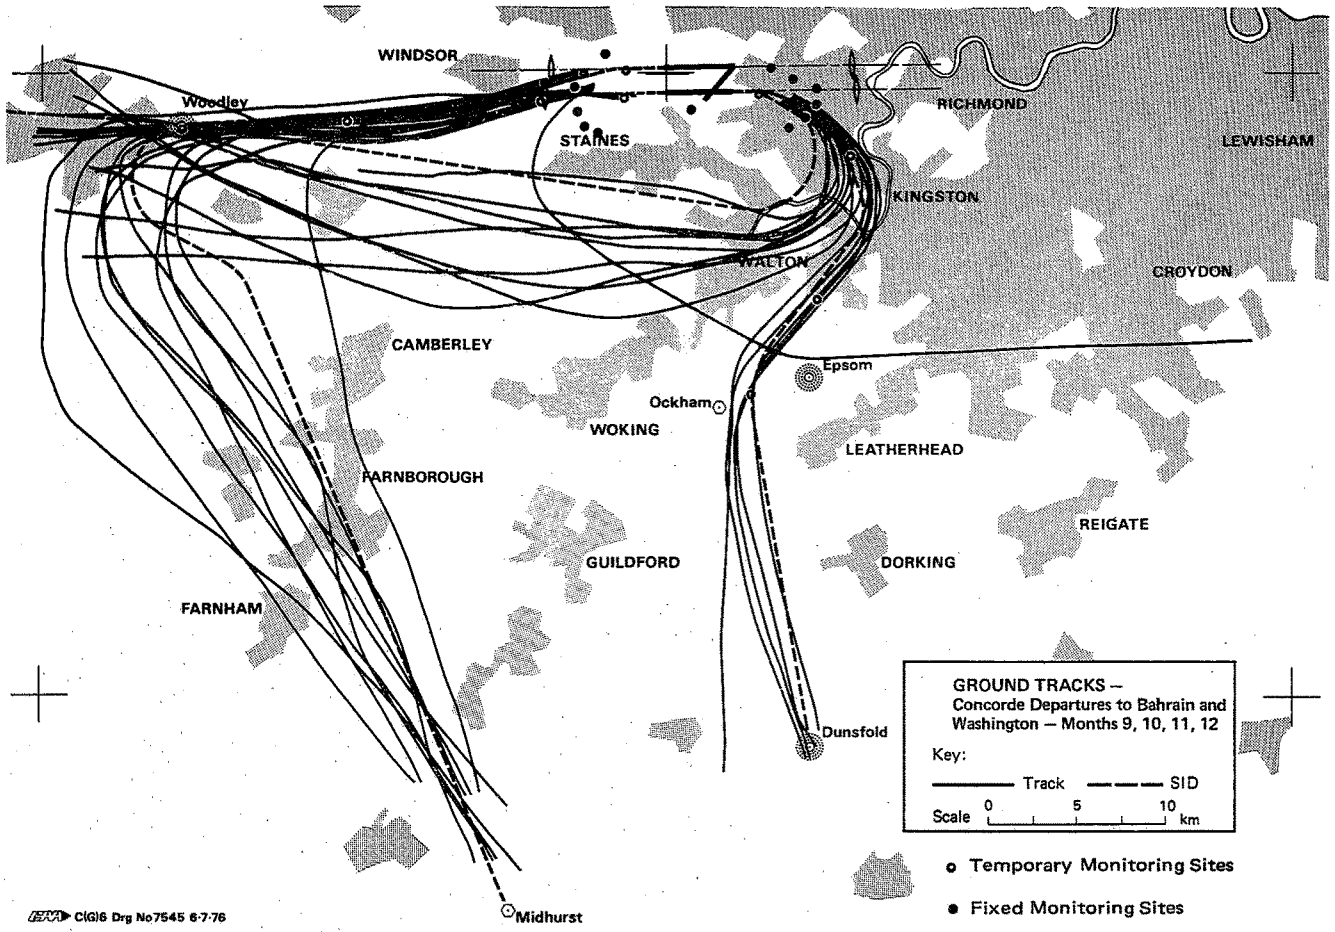 WINDSOR
Woodley
RICHMOND
STAINES
LEWISHAM
KINGSTON
WALTON
CROYDON
CAMBERLEY
Epsom
Ockham
WOKING
LEATHERHEAD
FARNBOROUGH
REIGATE
GUILDFORD
DORKING
FARNHAM
GROUND TRACKS –
Concorde Departures to Bahrain and
Washington – Months 9, 10, 11, 12
Dunsfold
Key:
Track SID
0 5 10
Scale km
Temporary Monitoring Sites
Fixed Monitoring Sites
C(G)6 Drg No7545 6·7·76
Midhurst